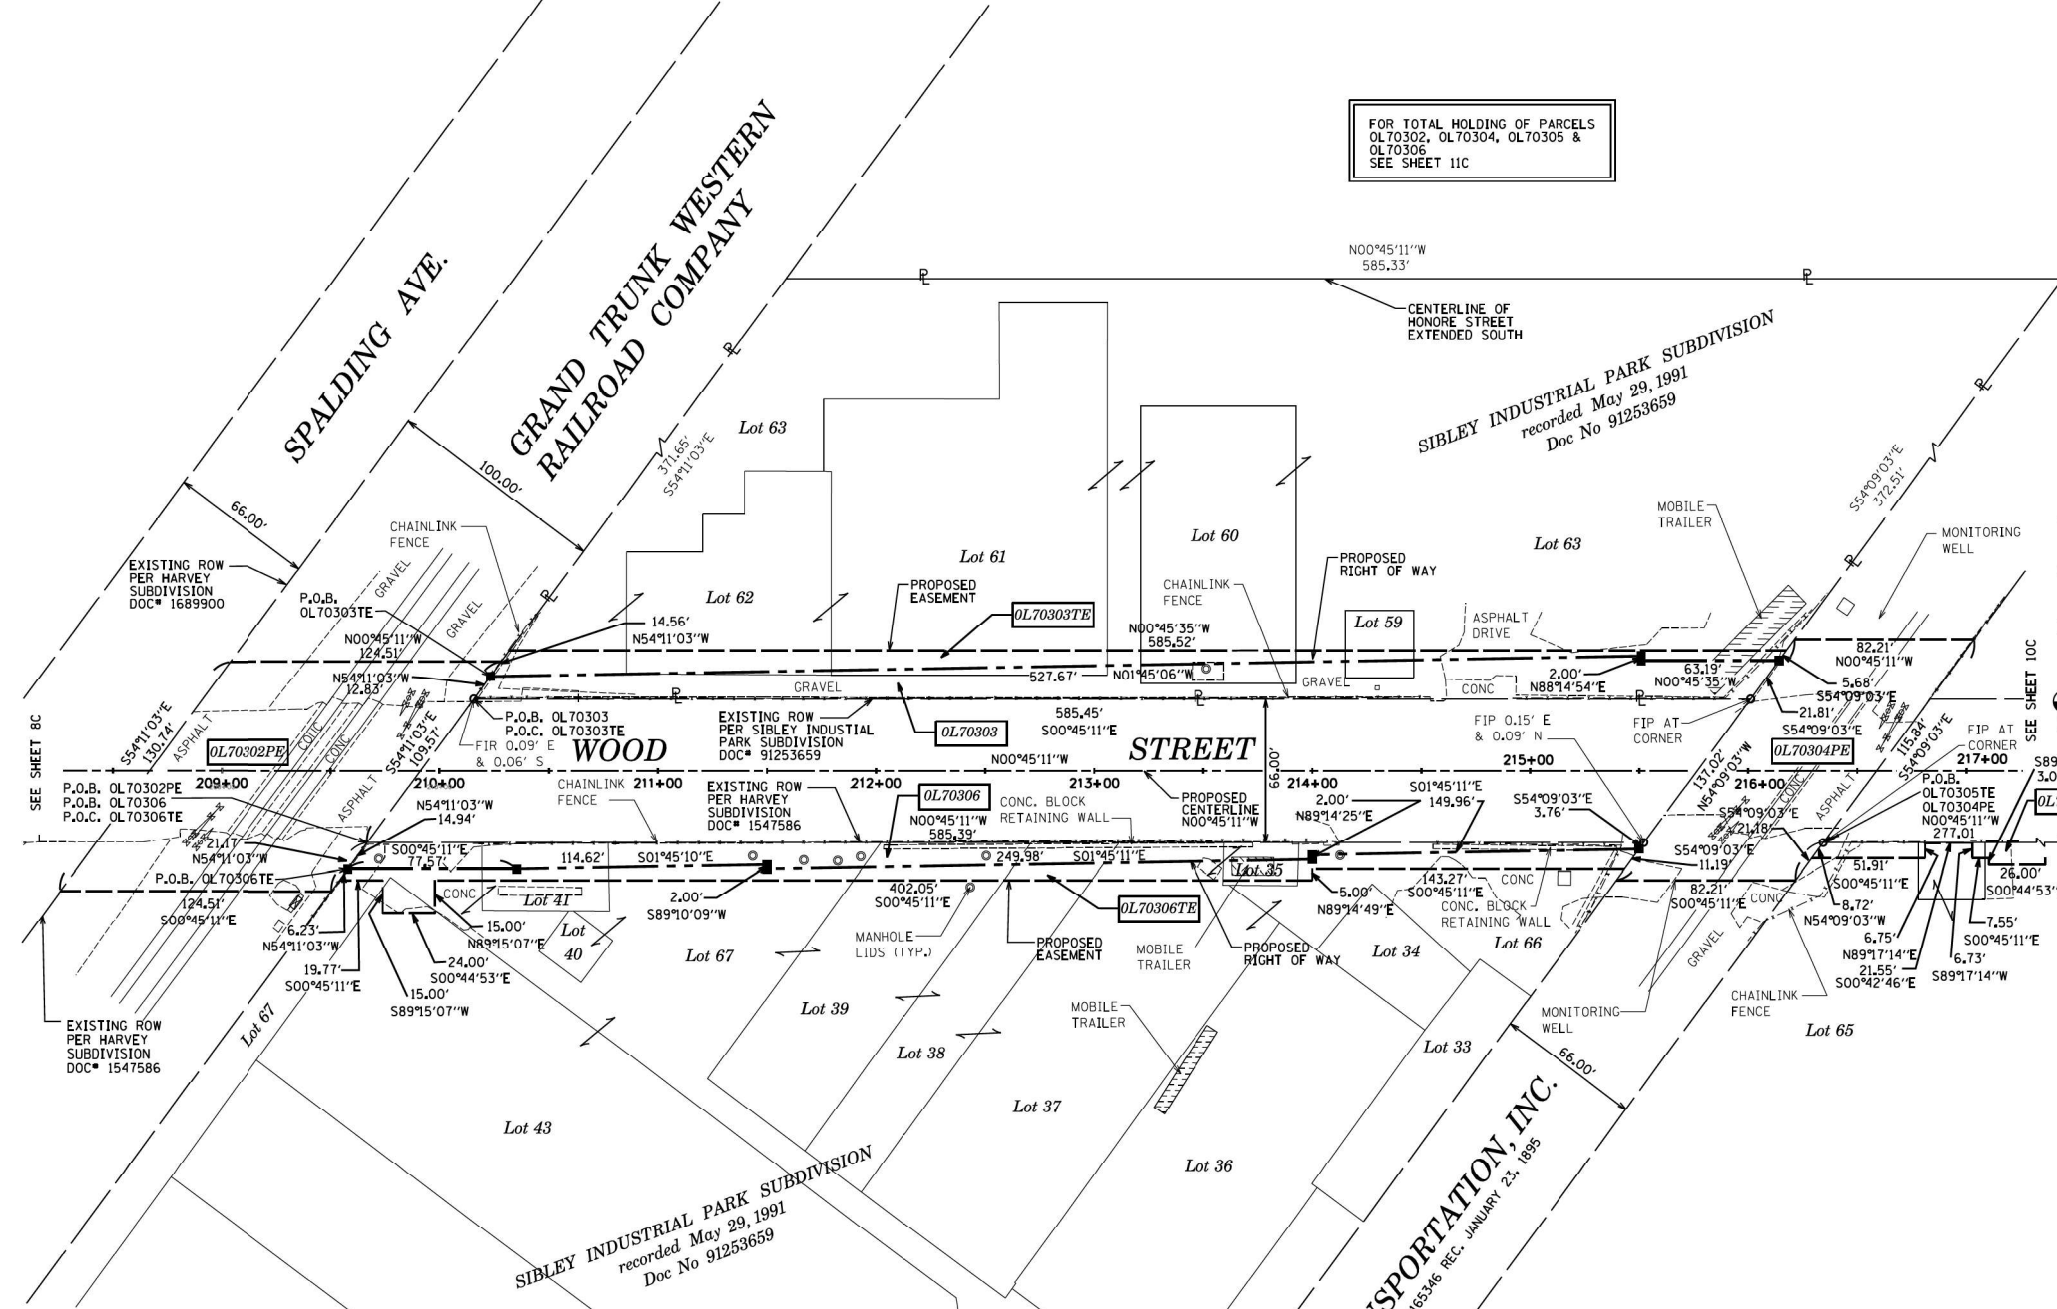 FOR TOTAL HOLDING OF PARCELS
OL70302, OL70304, OL70305 &
OL70306
SEE SHEET 11C
N00°45'11"W
585.33'
CENTERLINE OF
HONORE STREET
EXTENDED SOUTH
SPALDING AVE.
GRAND TRUNK WESTERN
RAILROAD COMPANY
SIBLEY INDUSTRIAL PARK SUBDIVISION
recorded May 29, 1991
Doc No 91253659
371.65'
S54°11'03"E
S54°09'03"E
372.51'
66.00'
100.00'
Lot 63
Lot 61
Lot 60
Lot 63
Lot 62
Lot 59
CHAINLINK
FENCE
MOBILE
TRAILER
MONITORING
WELL
EXISTING ROW
PER HARVEY
SUBDIVISION
DOC# 1689900
GRAVEL
GRAVEL
P.O.B.
OL70303TE
PROPOSED
EASEMENT
OL70303TE
CHAINLINK
FENCE
PROPOSED
RIGHT OF WAY
ASPHALT
DRIVE
14.56'
N54°11'03"W
N00°45'11"W
124.51'
N00°45'35"W
585.52'
82.21'
N00°45'11"W
N54°11'03"W
12.83'
527.67'
N01°45'06"W
2.00'
N88°14'54"E
63.19'
N00°45'35"W
5.68'
S54°09'03"E
GRAVEL
GRAVEL
CONC
21.81'
S54°09'03"E
S54°11'03"E
130.74'
ASPHALT
CONC
CONC
S54°11'03"E
109.57'
P.O.B. OL70303
P.O.C. OL70303TE
FIR 0.09' E
& 0.06' S
EXISTING ROW
PER SIBLEY INDUSTIAL
PARK SUBDIVISION
DOC# 91253659
OL70303
585.45'
S00°45'11"E
FIP 0.15' E
& 0.09' N
FIP AT
CORNER
FIP AT
CORNER
SEE SHEET 8C
SEE SHEET 10C
OL70302PE
WOOD
STREET
N00°45'11"W
66.00'
137.02'
N54°09'03"W
OL70304PE
115.84'
S54°09'03"E
209+00
210+00
211+00
212+00
213+00
214+00
215+00
216+00
217+00
P.O.B. OL70302PE
P.O.B. OL70306
P.O.C. OL70306TE
ASPHALT
N54°11'03"W
14.94'
CHAINLINK
FENCE
EXISTING ROW
PER HARVEY
SUBDIVISION
DOC# 1547586
OL70306
N00°45'11"W
585.39'
CONC. BLOCK
RETAINING WALL
PROPOSED
CENTERLINE
N00°45'11"W
2.00'
N89°14'25"E
S01°45'11"E
149.96'
S54°09'03"E
3.76'
S54°09'03"E
21.18'
CONC
ASPHALT
P.O.B.
OL70305TE
OL70304PE
N00°45'11"W
277.01
S89
3.0
OL7
21.17'
N54°11'03"W
S00°45'11"E
77.57'
114.62'
S01°45'10"E
249.98'
S01°45'11"E
Lot 35
S54°09'03"E
11.19'
P.O.B. OL70306TE
124.51'
S00°45'11"E
CONC
Lot 41
2.00'
S89°10'09"W
402.05'
S00°45'11"E
OL70306TE
5.00'
N89°14'49"E
143.27'
S00°45'11"E
CONC
CONC. BLOCK
RETAINING WALL
82.21'
S00°45'11"E
CONC
51.91'
S00°45'11"E
8.72'
N54°09'03"W
26.00'
S00°44'53"
6.23'
N54°11'03"W
15.00'
N89°15'07"E
24.00'
S00°44'53"E
19.77'
S00°45'11"E
15.00'
S89°15'07"W
Lot
40
Lot 67
MANHOLE
LIDS (TYP.)
PROPOSED
EASEMENT
MOBILE
TRAILER
PROPOSED
RIGHT OF WAY
Lot 34
Lot 66
GRAVEL
6.75'
N89°17'14"E
21.55'
S00°42'46"E
7.55'
S00°45'11"E
6.73'
S89°17'14"W
EXISTING ROW
PER HARVEY
SUBDIVISION
DOC# 1547586
Lot 67
Lot 39
Lot 38
Lot 37
Lot 36
Lot 43
MOBILE
TRAILER
Lot 33
MONITORING
WELL
CHAINLINK
FENCE
Lot 65
66.00'
SIBLEY INDUSTRIAL PARK SUBDIVISION
recorded May 29, 1991
Doc No 91253659
NSPORTATION, INC.
165346 REC. JANUARY 23, 1895